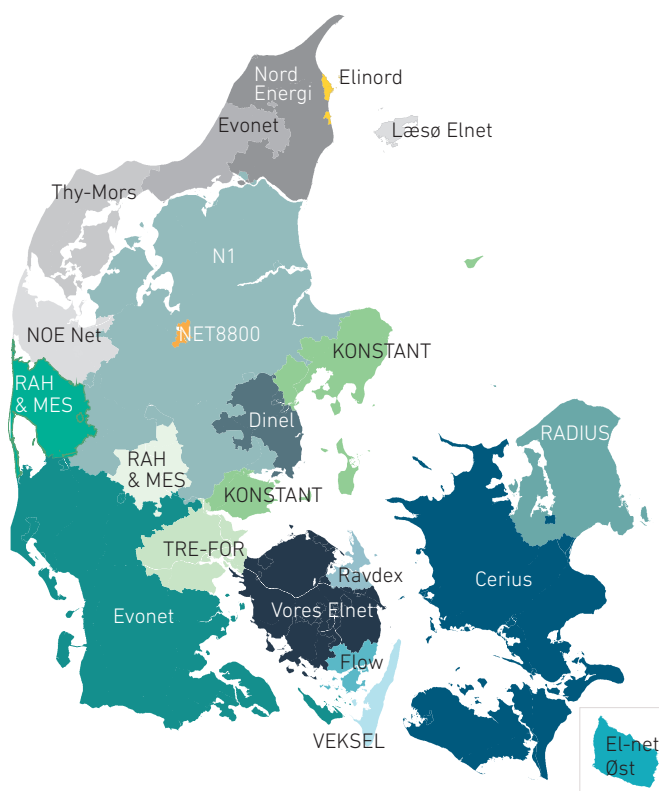 Nord
Energi
Elinord
Evonet
Læsø Elnet
Thy-Mors
N1
NOE Net
NET8800
KONSTANT
RAH
& MES
Dinel
RADIUS
RAH
& MES
KONSTANT
TRE-FOR
Ravdex
Cerius
Evonet
Vores Elnet
Flow
VEKSEL
El-net
Øst